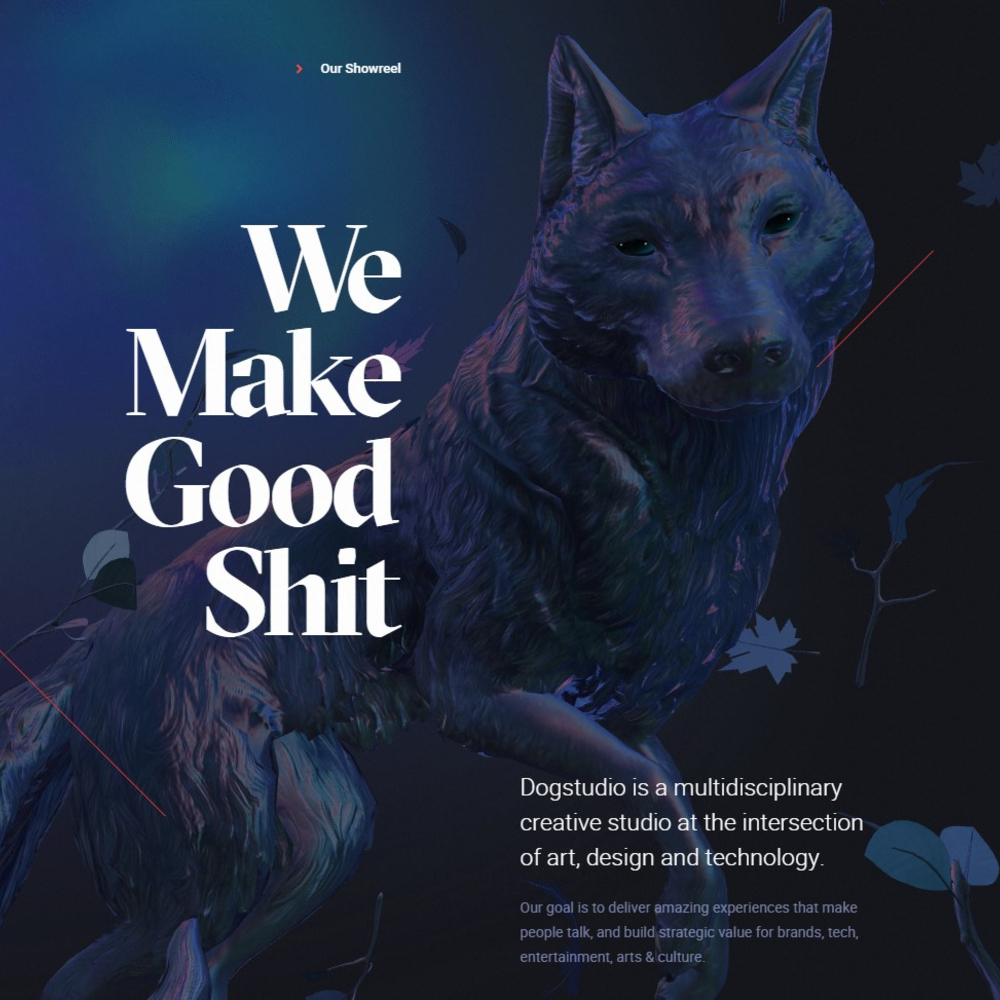 Our Showreel
We
Make
Good
Shit
Dogstudio is a multidisciplinary
creative studio at the intersection
of art, design and technology.
Our goal is to deliver amazing experiences that make
people talk, and build strategic value for brands, tech,
entertainment, arts & culture.